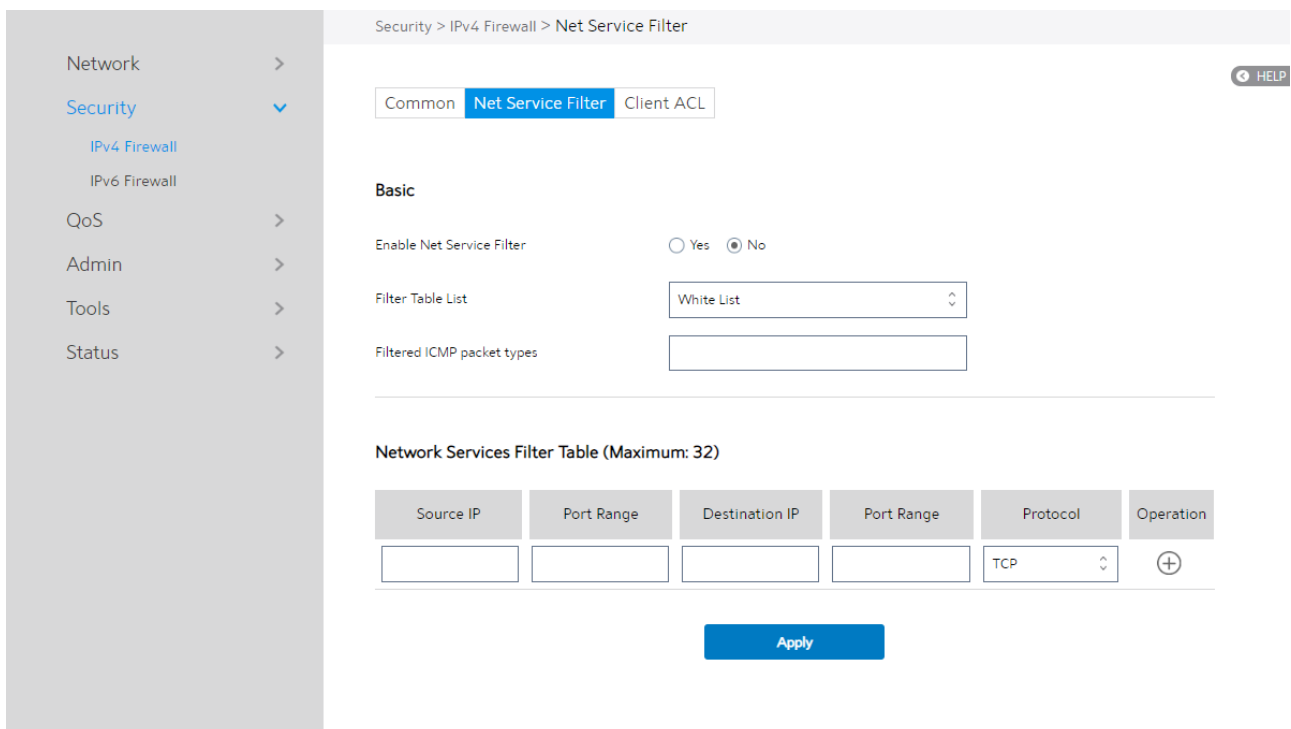 Security > IPv4 Firewall > Net Service Filter
Network
Security
IPv4 Firewall
IPv6 Firewall
QoS
Admin
Tools
Status
HELP
Common Net Service Filter Client ACL
Basic
Enable Net Service Filter Yes No
Filter Table List White List
Filtered ICMP packet types
Network Services Filter Table (Maximum: 32)
Source IP Port Range Destination IP Port Range Protocol Operation
TCP
Apply